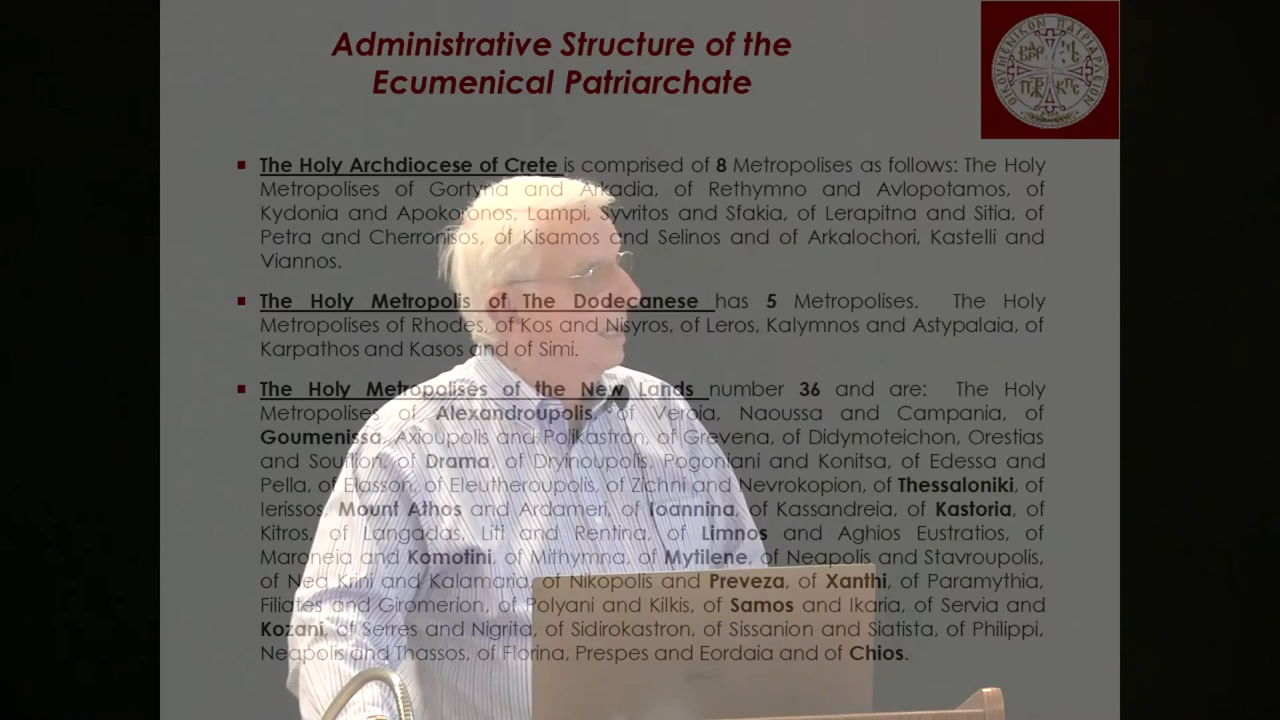 Administrative Structure of the
Ecumenical Patriarchate
The Holy Archdiocese of Crete is comprised of 8 Metropolises as follows: The Holy
Metropolises of Gortyna and Arkadia, of Rethymno and Avlopotamos, of
Kydonia and Apokoronos, Lampi, Syvritos and Sfakia, of Lerapitna and Sitia, of
Petra and Cherronisos, of Kisamos and Selinos and of Arkalochori, Kastelli and
Viannos.
The Holy Metropolis of The Dodecanese has 5 Metropolises. The Holy
Metropolises of Rhodes, of Kos and Nisyros, of Leros, Kalymnos and Astypalaia, of
Karpathos and Kasos and of Simi.
The Holy Metropolises of the New Lands number 36 and are: The Holy
Metropolises of Alexandroupolis, of Veroia, Naoussa and Campania, of
Goumenissa, Axioupolis and Polikastron, of Grevena, of Didymoteichon, Orestias
and Souflion, of Drama, of Dryinoupolis, Pogoniani and Konitsa, of Edessa and
Pella, of Elasson, of Eleutheroupolis, of Zichni and Nevrokopion, of Thessaloniki, of
Ierissos, Mount Athos and Ardameri, of Ioannina, of Kassandreia, of Kastoria, of
Kitros, of Langadas, Liti and Rentina, of Limnos and Aghios Eustratios, of
Maroneia and Komotini, of Mithymna, of Mytilene, of Neapolis and Stavroupolis,
of Nea Krini and Kalamaria, of Nikopolis and Preveza, of Xanthi, of Paramythia,
Filiates and Giromerion, of Polyani and Kilkis, of Samos and Ikaria, of Servia and
Kozani, of Serres and Nigrita, of Sidirokastron, of Sissanion and Siatista, of Philippi,
Neapolis and Thassos, of Florina, Prespes and Eordaia and of Chios.